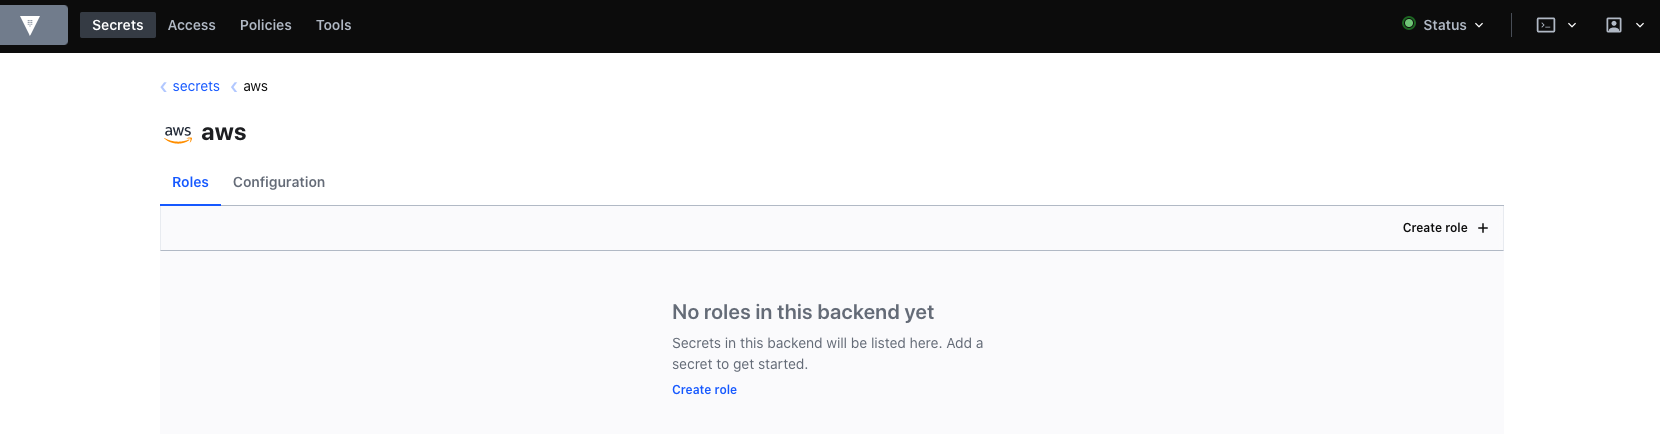 Secrets Access Policies Tools Status
secrets aws
aws aws
Roles Configuration
Create role
No roles in this backend yet
Secrets in this backend will be listed here. Add a
secret to get started.
Create role